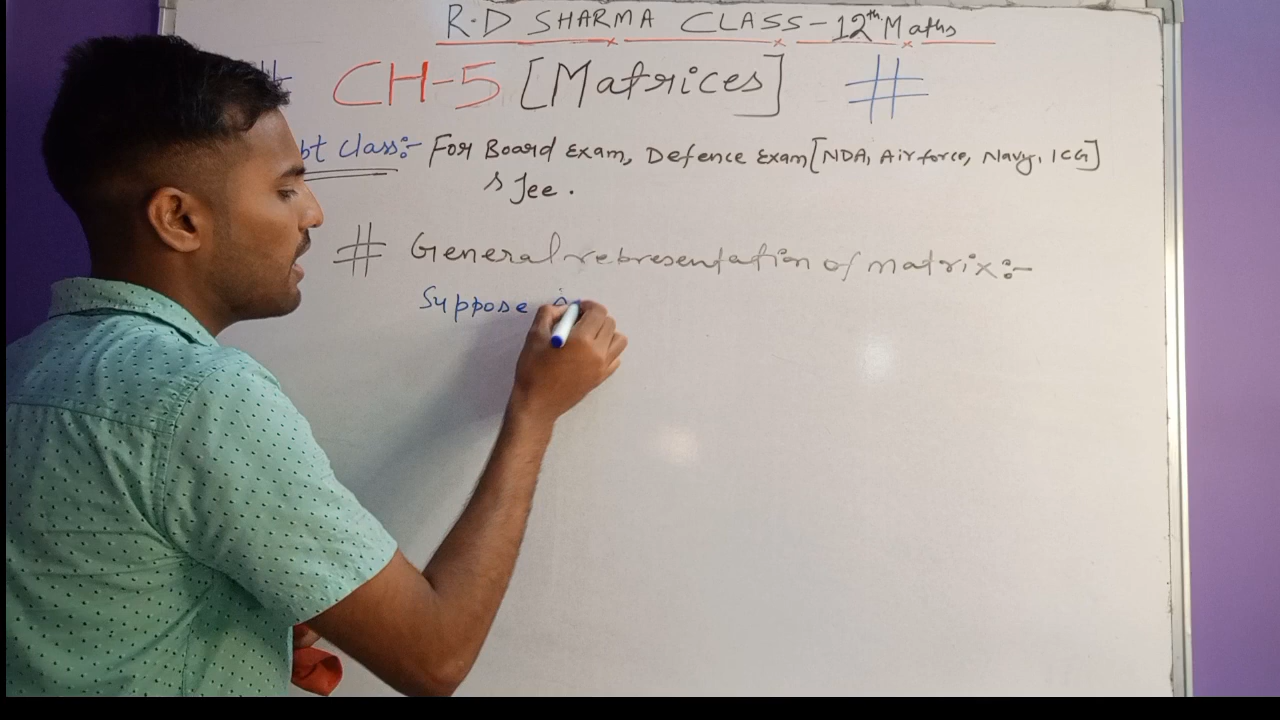 R.D SHARMA CLASS-12th Maths
CH-5 [Matrices] #
bt class:- For Board Exam, Defence Exam [NDA, Airforce, Navy, ICG]
& Jee.
# General representation of matrix:-
Suppose